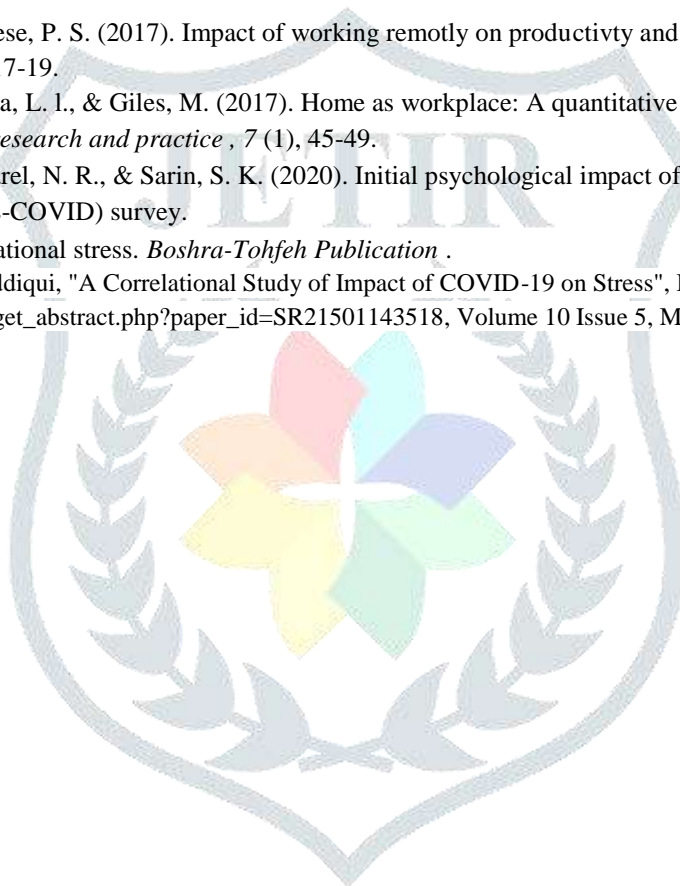 ese, P. S. (2017). Impact of working remotly on productivty and
7-19.
a, L. l., & Giles, M. (2017). Home as workplace: A quantitative
research and practice , 7 (1), 45-49.
rel, N. R., & Sarin, S. K. (2020). Initial psychological impact of
-COVID) survey.
ational stress. Boshra-Tohfeh Publication .
ddiqui, "A Correlational Study of Impact of COVID-19 on Stress",
get_abstract.php?paper_id=SR21501143518, Volume 10 Issue 5, M
JETIR